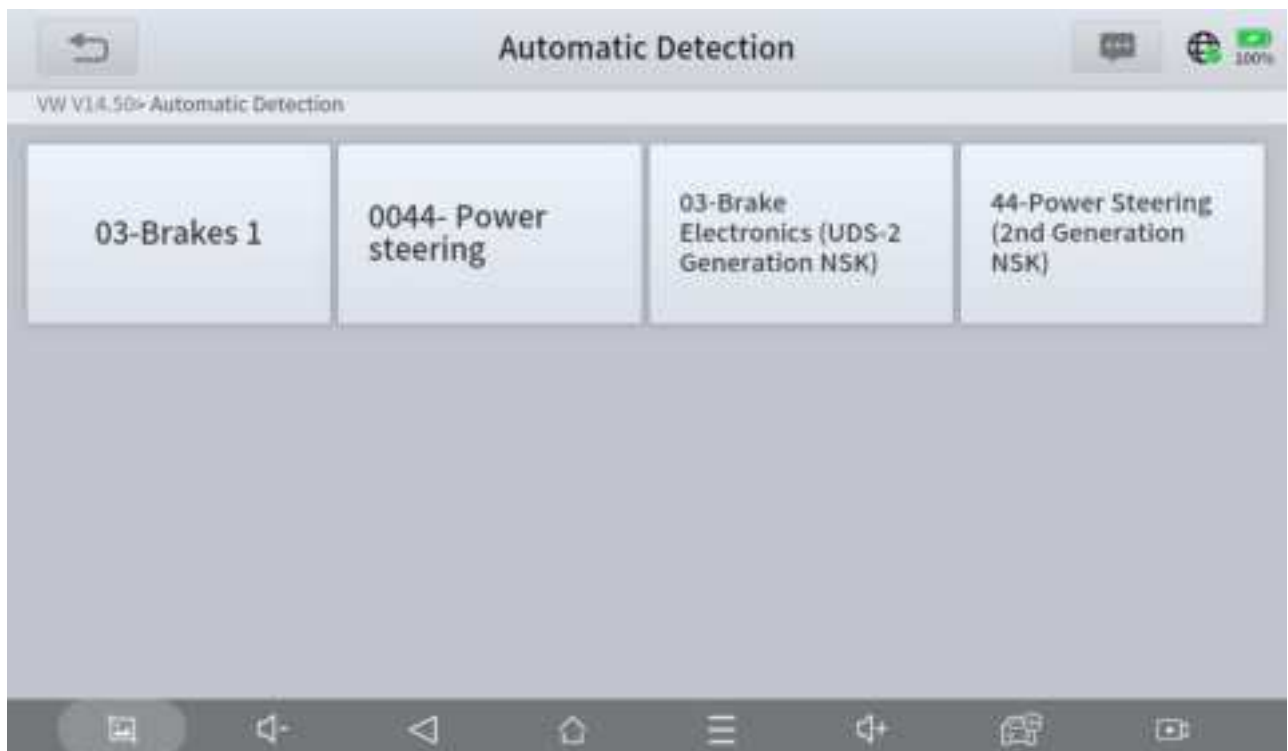 Automatic Detection
100%
VW V14.50> Automatic Detection
03-Brakes 1
0044- Power
steering
03-Brake
Electronics (UDS-2
Generation NSK)
44-Power Steering
(2nd Generation
NSK)